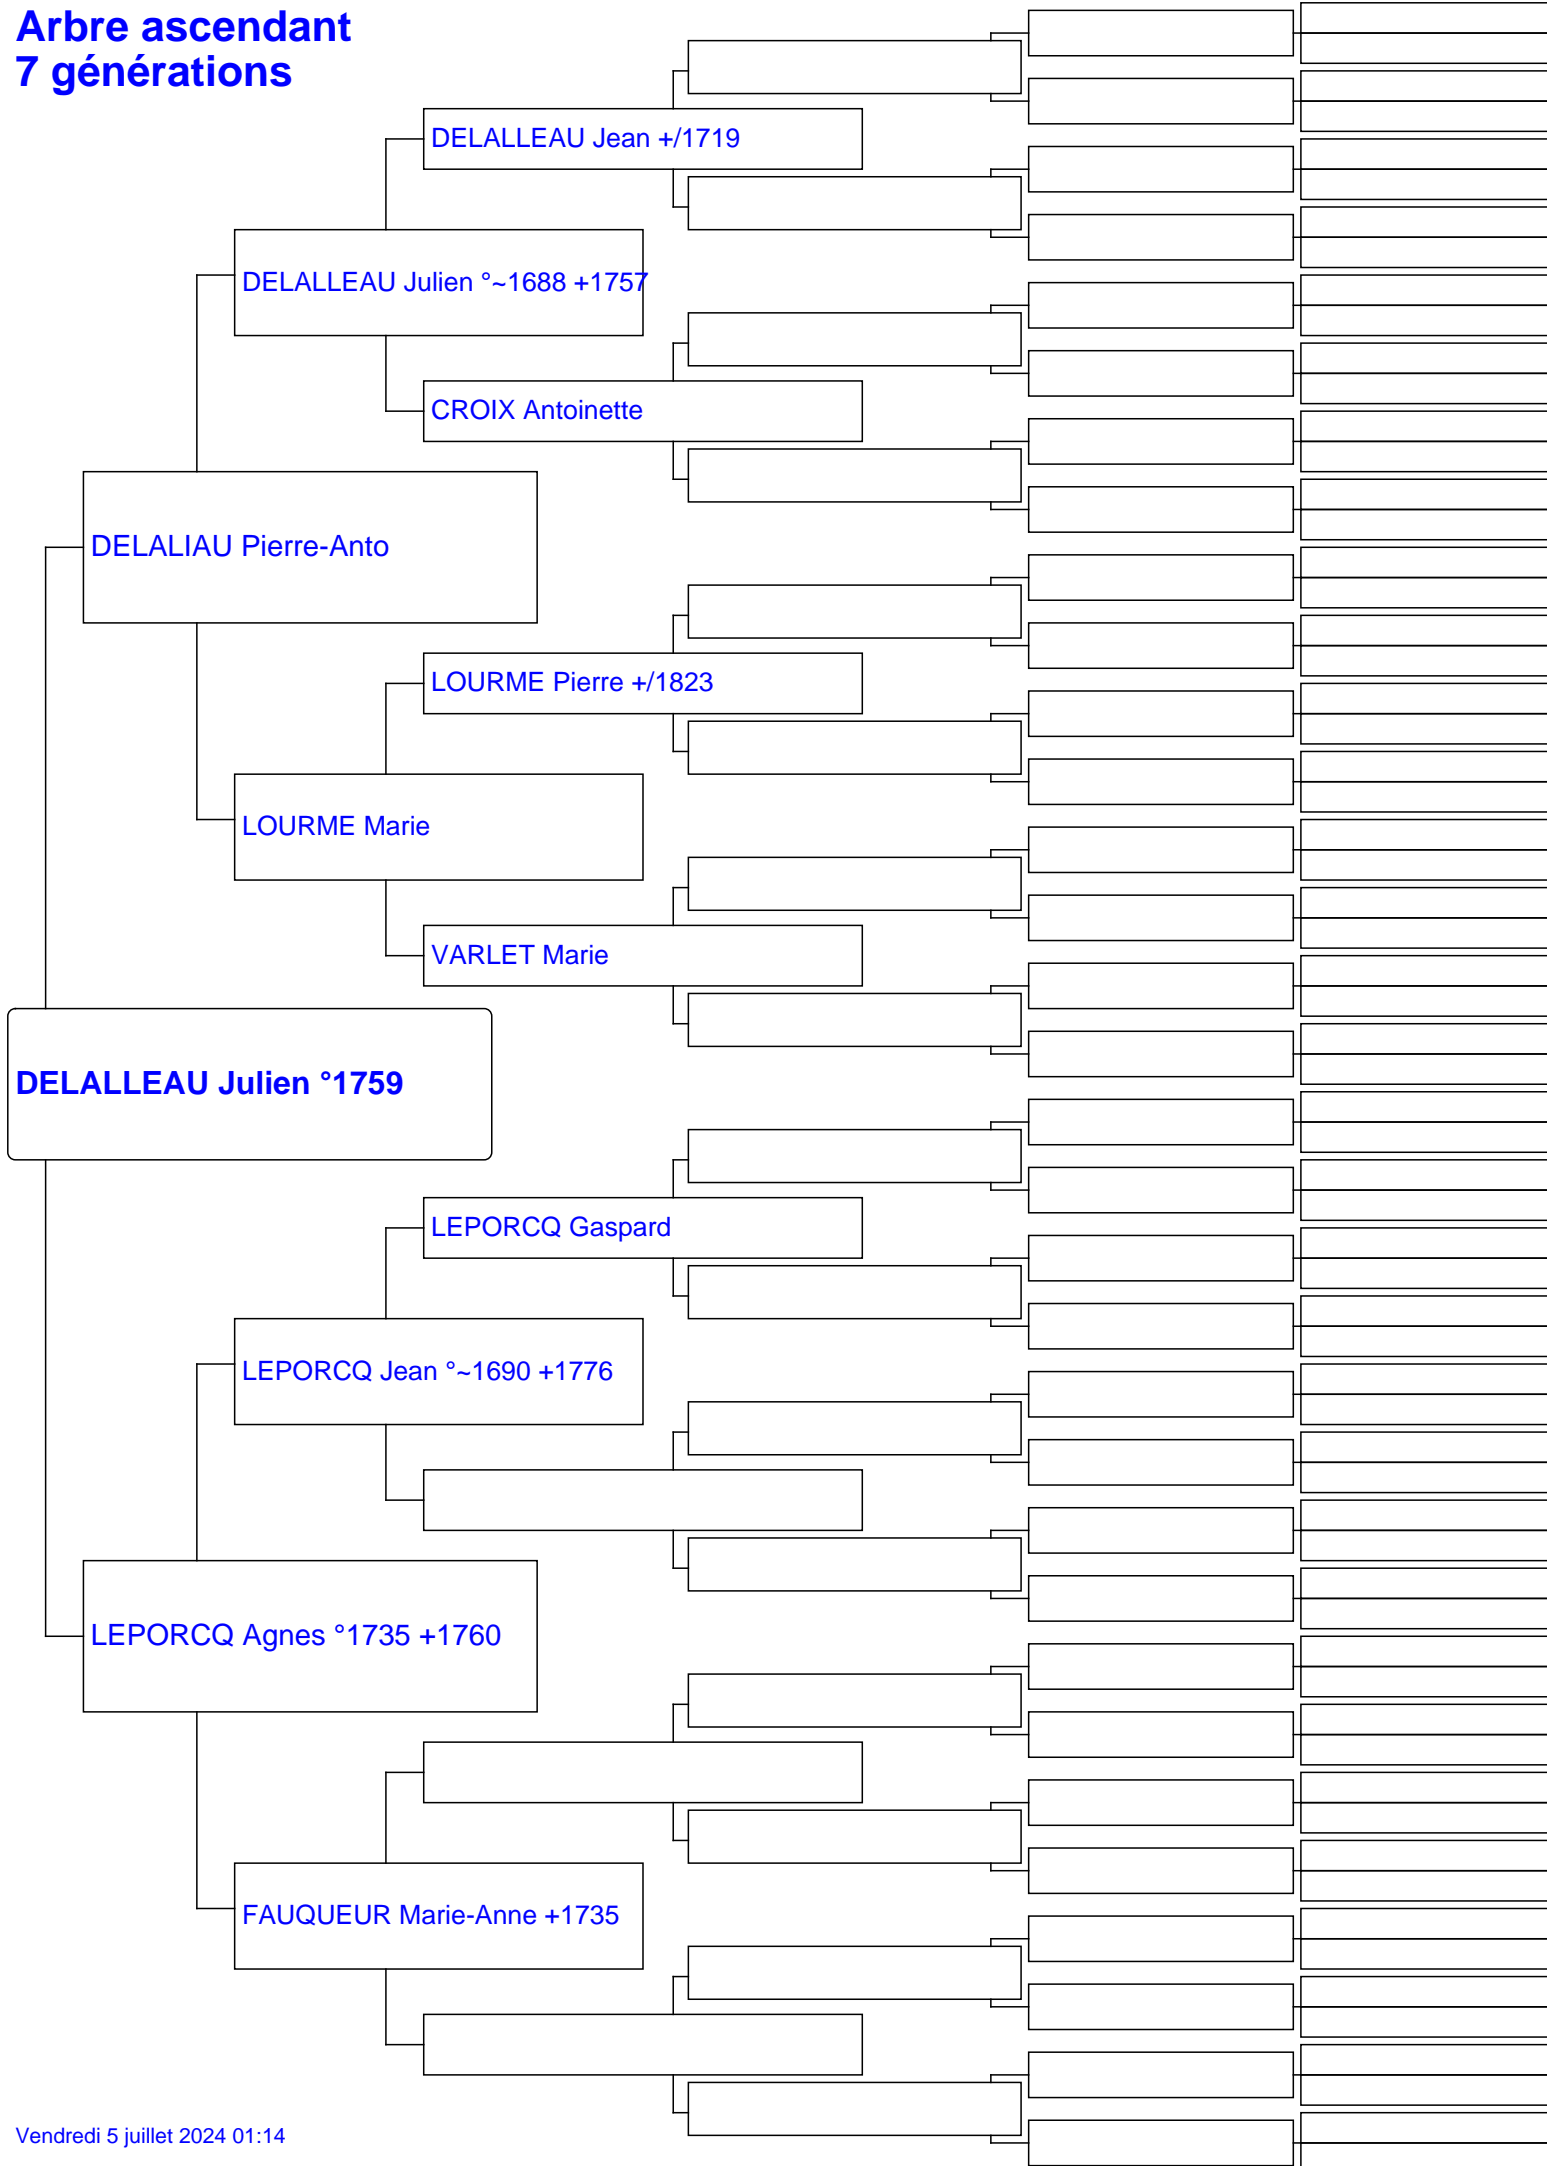 Arbre ascendant
7 générations
DELALLEAU Jean +/1719
DELALLEAU Julien °~1688 +1757
CROIX Antoinette
DELALIAU Pierre-Anto
LOURME Pierre +/1823
LOURME Marie
VARLET Marie
DELALLEAU Julien °1759
LEPORCQ Gaspard
LEPORCQ Jean °~1690 +1776
LEPORCQ Agnes °1735 +1760
FAUQUEUR Marie-Anne +1735
Vendredi 5 juillet 2024 01:14